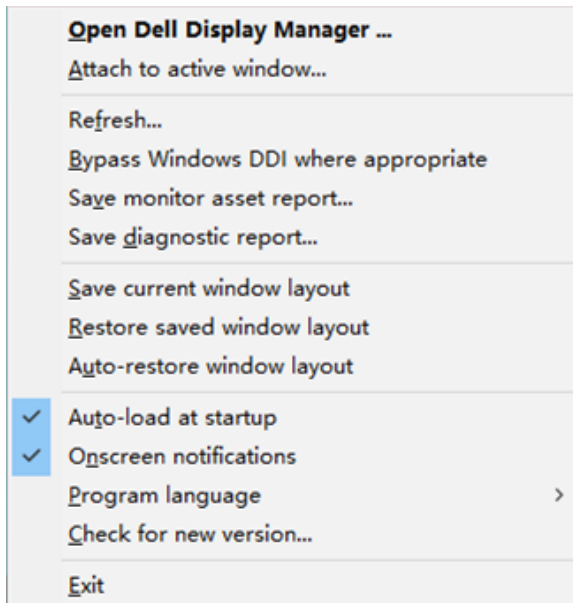 Open Dell Display Manager ...
Attach to active window...
Refresh...
Bypass Windows DDI where appropriate
Save monitor asset report...
Save diagnostic report...
Save current window layout
Restore saved window layout
Auto-restore window layout
Auto-load at startup
Onscreen notifications
Program language
Check for new version...
Exit